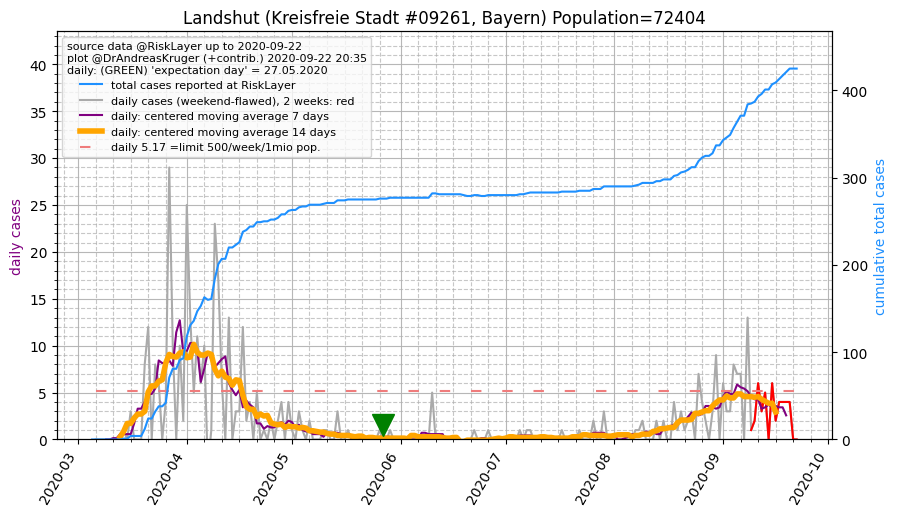 Landshut (Kreisfreie Stadt #09261, Bayern) Population=72404
source data @RiskLayer up to 2020-09-22
plot @DrAndreasKruger (+contrib.) 2020-09-22 20:35
daily: (GREEN) 'expectation day' = 27.05.2020
total cases reported at RiskLayer
daily cases (weekend-flawed), 2 weeks: red
daily: centered moving average 7 days
daily: centered moving average 14 days
daily 5.17 =limit 500/week/1mio pop.
daily cases
40
35
30
25
20
15
10
5
0
cumulative total cases
400
300
200
100
0
2020-03
2020-04
2020-05
2020-06
2020-07
2020-08
2020-09
2020-10